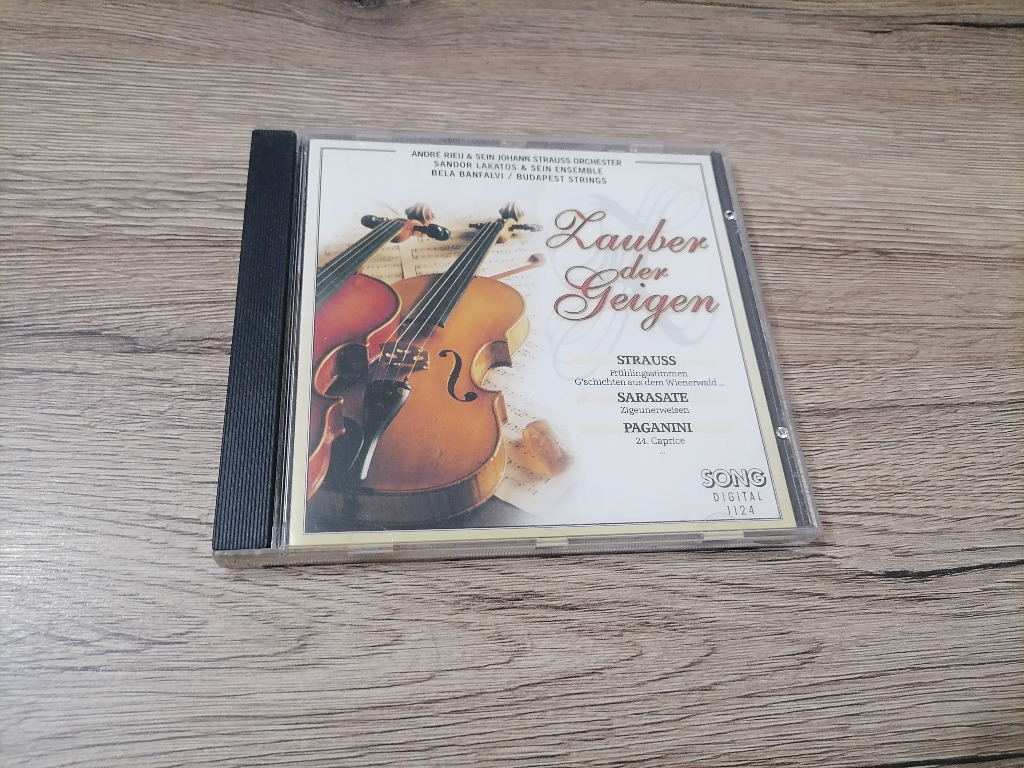 ANDRÉ RIEU & SEIN JOHANN STRAUSS ORCHESTER
SANDOR LAKATOS & SEIN ENSEMBLE
BELA BANFALVI / BUDAPEST STRINGS
Zauber
der
Geigen
STRAUSS
Frühlingsstimmen
G'schichten aus dem Wienerwald ...
SARASATE
Zigeunerweisen
PAGANINI
24. Caprice
...
SONG
DIGITAL
1124